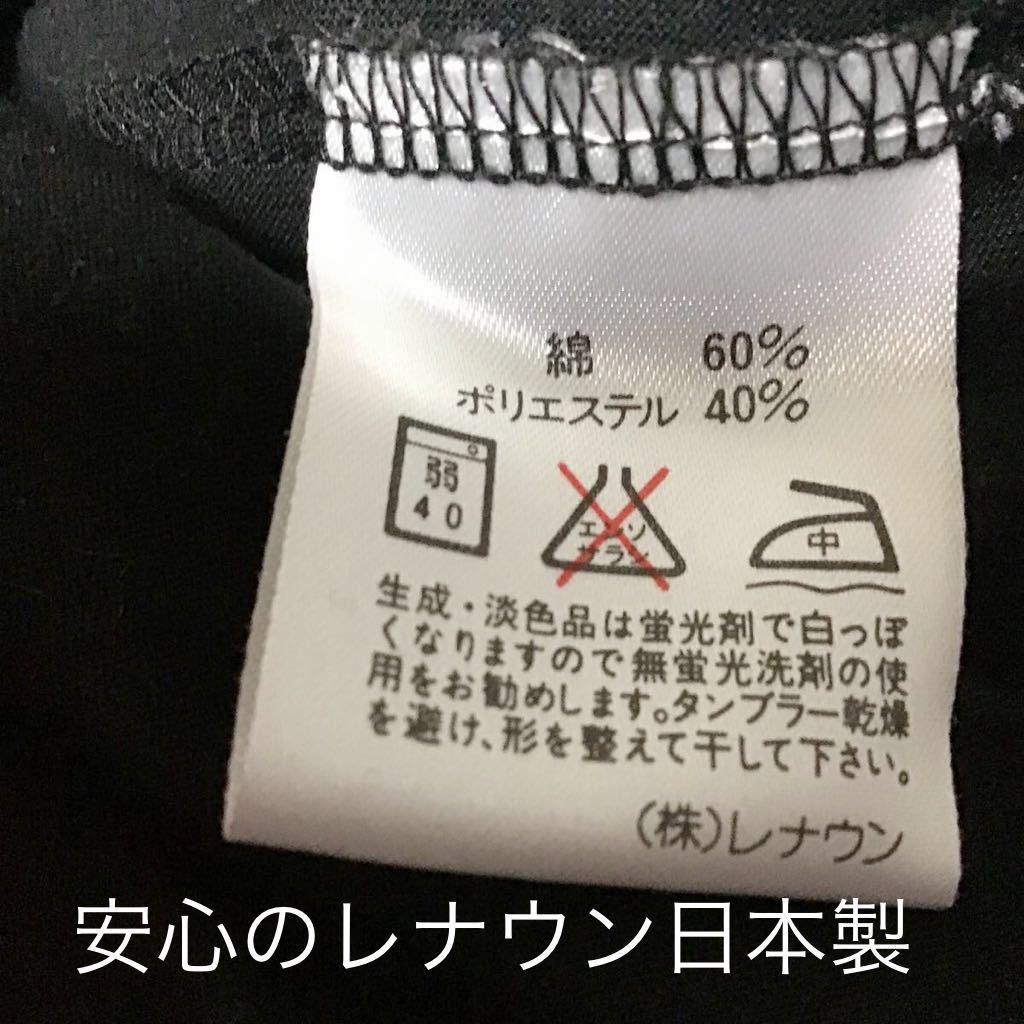 綿 60%
ポリエステル 40%
弱
40
エンソ
サラシ
中
生成・淡色品は蛍光剤で白っぽ
くなりますので無蛍光洗剤の使
用をお勧めします。タンブラー乾燥
を避け、形を整えて干して下さい。
(株)レナウン
安心のレナウン日本製